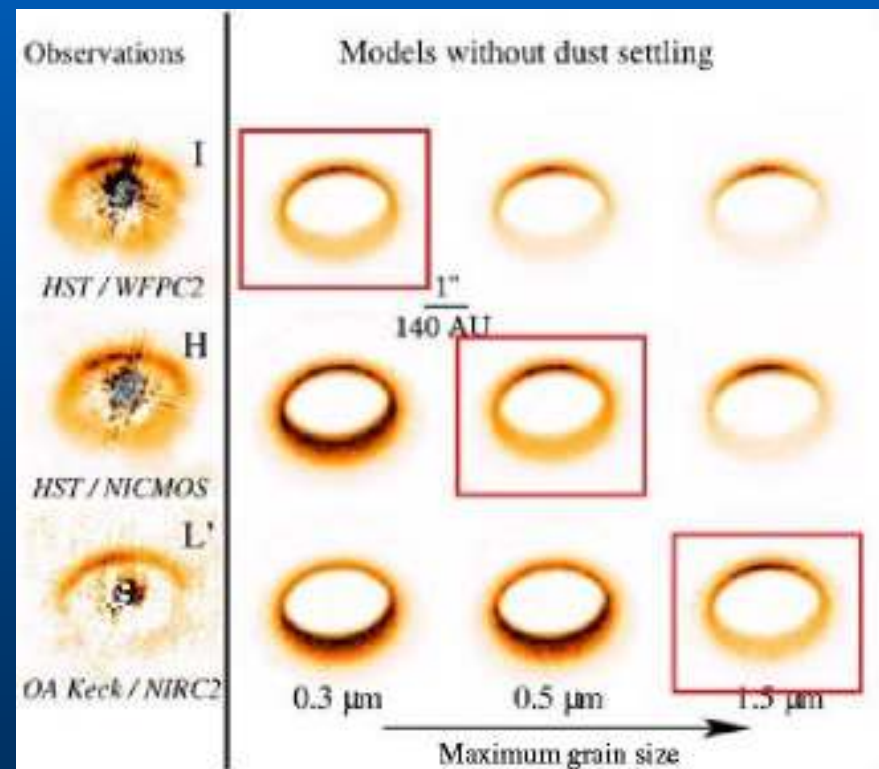 Observations
Models without dust settling
I
HST / WFPC2
1"
140 AU
H
HST / NICMOS
L'
OA Keck / NIRC2
0.3 µm 0.5 µm 1.5 µm
Maximum grain size